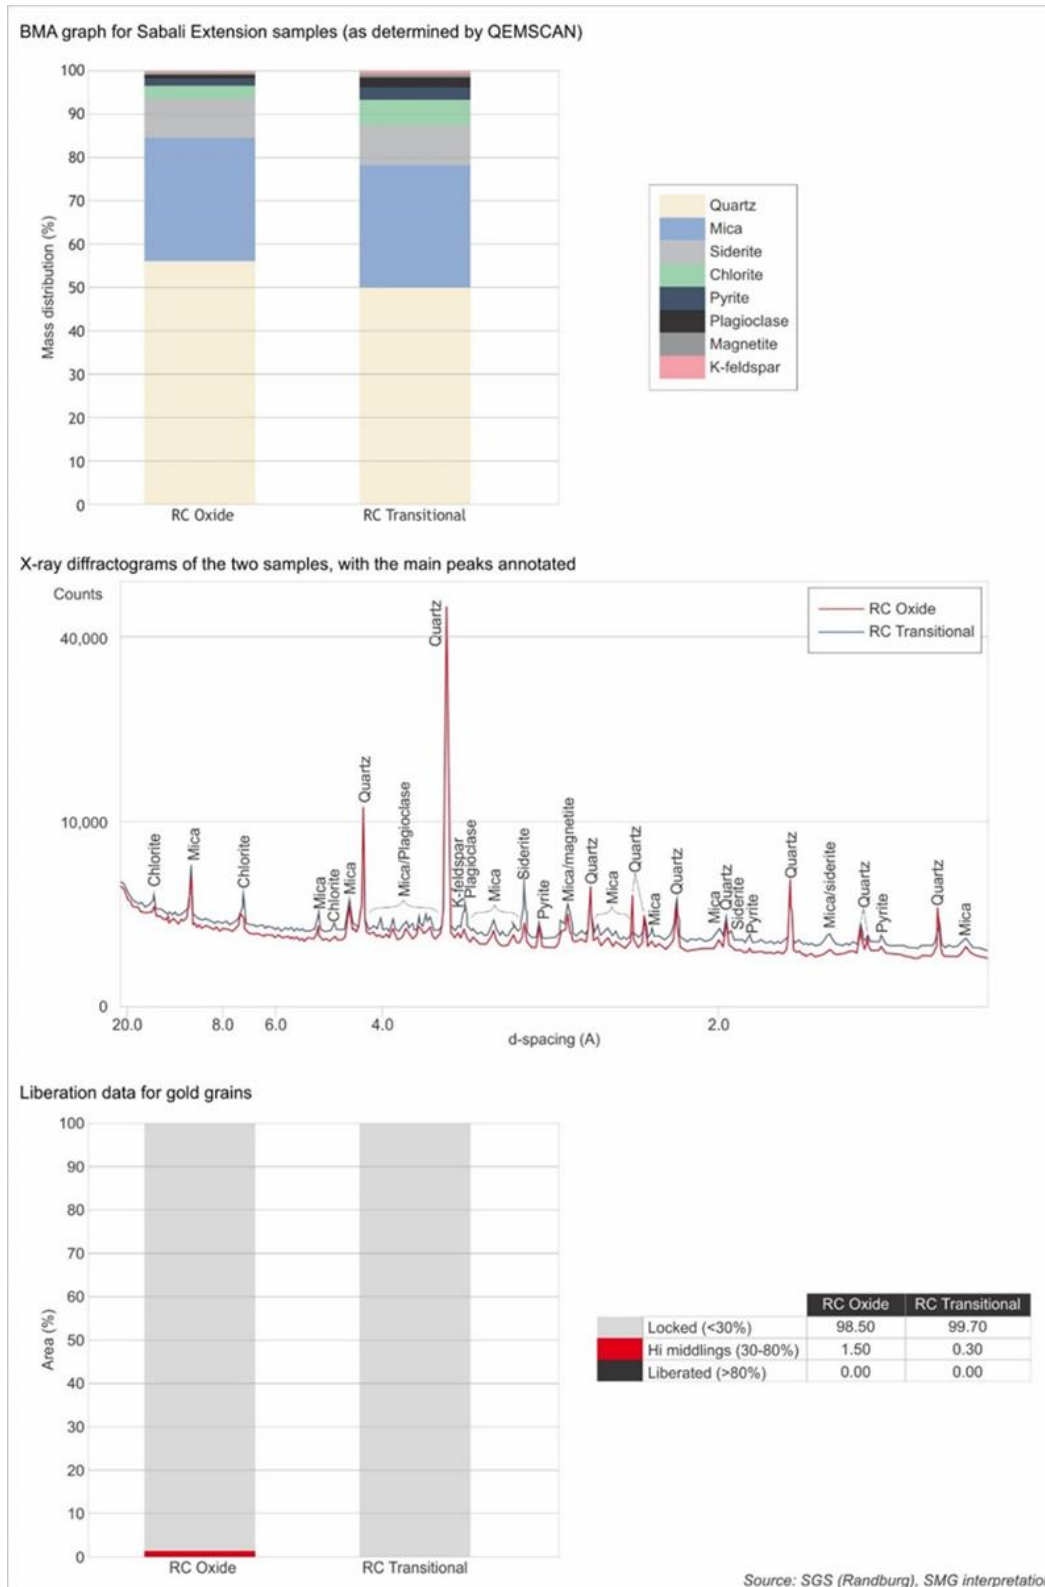 BMA graph for Sabali Extension samples (as determined by QEMSCAN)
100
90
80
70
60
50
40
30
20
10
0
Mass distribution (%)
RC Oxide
RC Transitional
Quartz
Mica
Siderite
Chlorite
Pyrite
Plagioclase
Magnetite
K-feldspar
X-ray diffractograms of the two samples, with the main peaks annotated
Counts
40,000
10,000
0
RC Oxide
RC Transitional
Chlorite
Mica
Chlorite
Mica
Chlorite
Mica
Quartz
Mica/Plagioclase
Quartz
K-feldspar
Plagioclase
Mica
Siderite
Pyrite
Mica/magnetite
Quartz
Mica
Quartz
Mica
Quartz
Mica
Quartz
Siderite
Pyrite
Quartz
Mica/siderite
Quartz
Pyrite
Quartz
Mica
20.0
8.0
6.0
4.0
2.0
d-spacing (A)
Liberation data for gold grains
100
90
80
70
60
50
40
30
20
10
0
Area (%)
RC Oxide
RC Transitional
RC Oxide RC Transitional
Locked (<30%) 98.50 99.70
Hi middlings (30-80%) 1.50 0.30
Liberated (>80%) 0.00 0.00
Source: SGS (Randburg), SMG interpretatio